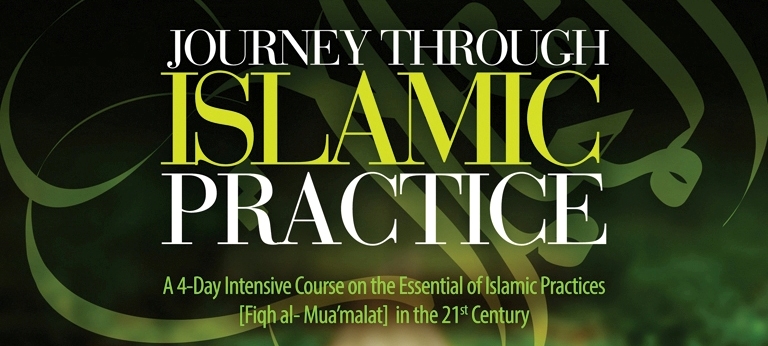 JOURNEY THROUGH
ISLAMIC
PRACTICE
A 4-Day Intensive Course on the Essential of Islamic Practices
[Fiqh al- Mua’malat] in the 21st Century